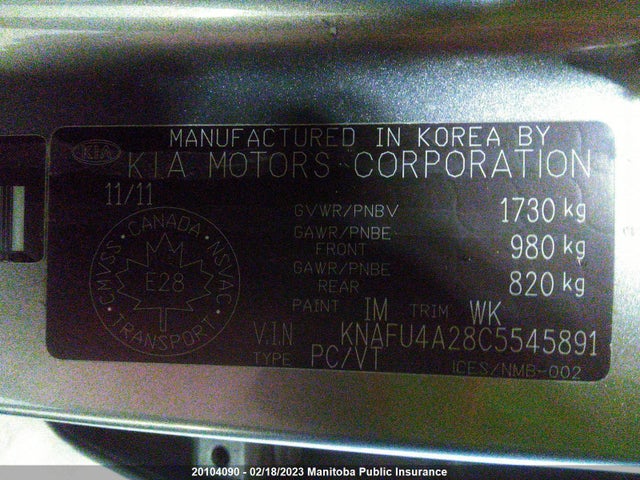 MANUFACTURED IN KOREA BY
KIA KIA MOTORS CORPORATION
11/11
GVWR/PNBV 1730 kg
GAWR/PNBE FRONT 980 kg
GAWR/PNBE REAR 820 kg
CANADA
CMVSS NSVAC
E28
TRANSPORT
PAINT IM TRIM WK
V.I.N KNAFU4A28C5545891
TYPE PC/VT
ICES/NMB-002
20104090 - 02/18/2023 Manitoba Public Insurance